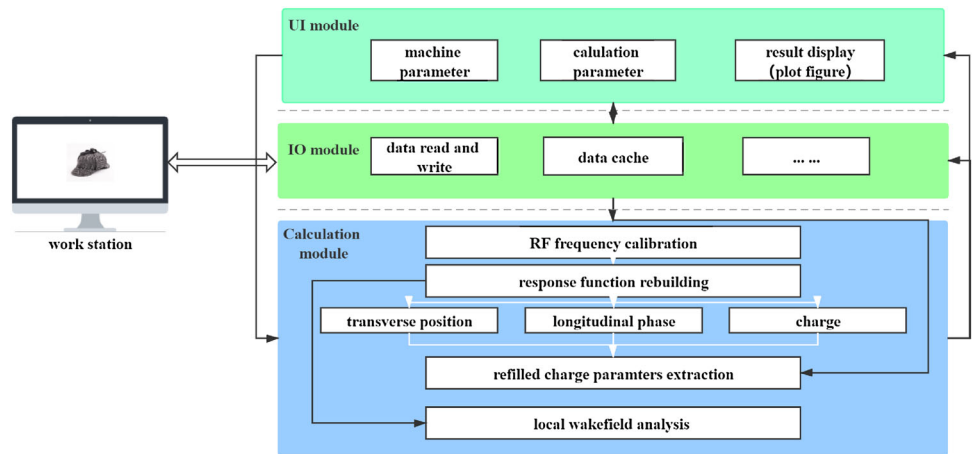 UI module
machine
parameter
calulation
parameter
result display
(plot figure)
IO module
data read and
write
data cache
... ...
work station
Calculation
module
RF frequency calibration
response function rebuilding
transverse position
longitudinal phase
charge
refilled charge paramters extraction
local wakefield analysis